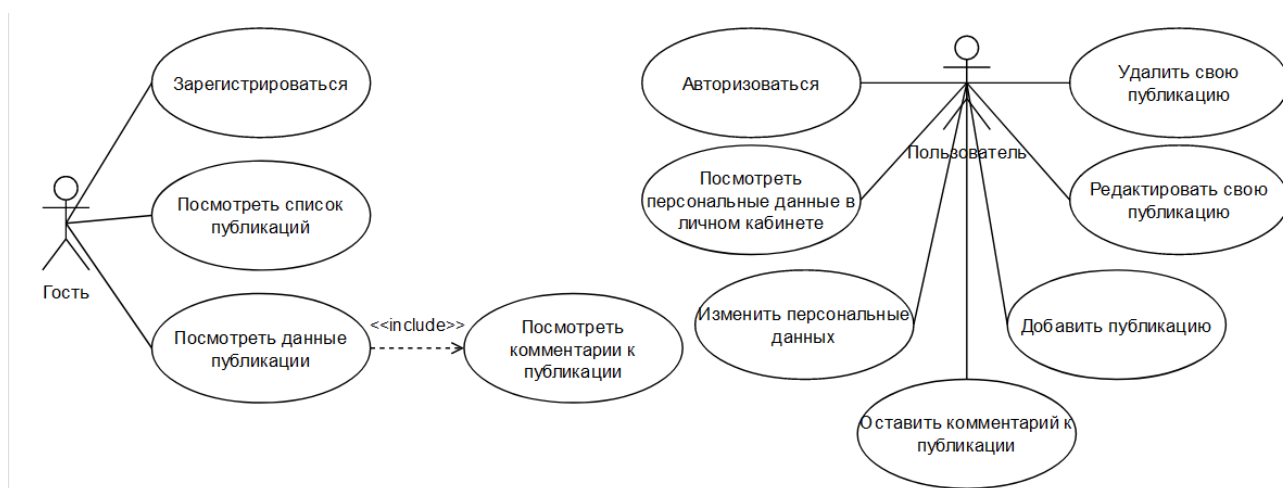 Зарегистрироваться
Посмотреть список
публикаций
Гость
Посмотреть данные
публикации
<<include>>
Посмотреть
комментарии к
публикации
Авторизоваться
Пользователь
Удалить свою
публикацию
Посмотреть
персональные данные в
личном кабинете
Редактировать свою
публикацию
Изменить персональные
данных
Добавить публикацию
Оставить комментарий к
публикации